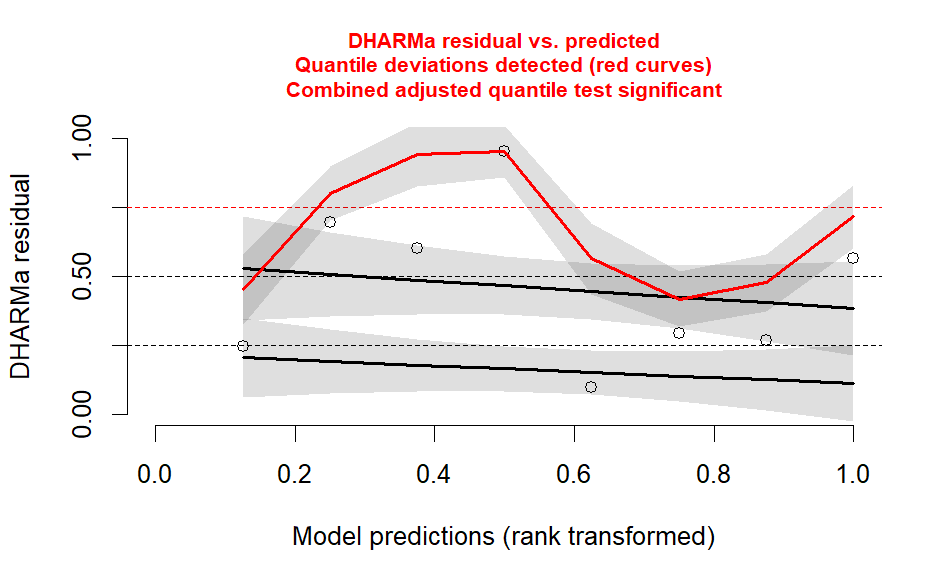 DHARMa residual vs. predicted
Quantile deviations detected (red curves)
Combined adjusted quantile test significant
1.00
0.50
0.00
DHARMa residual
0.0 0.2 0.4 0.6 0.8 1.0
Model predictions (rank transformed)